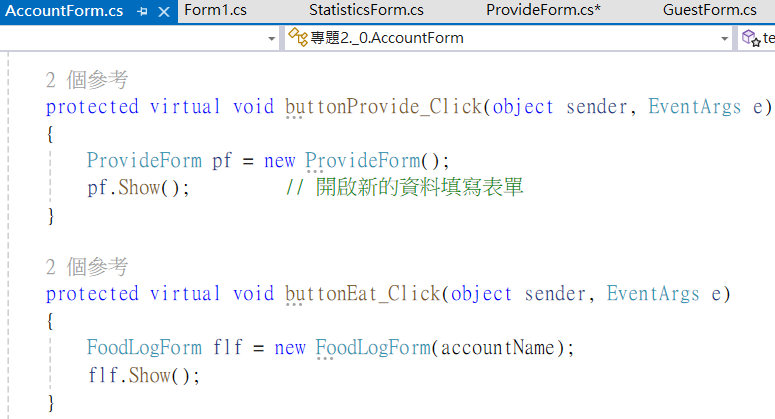 AccountForm.cs Form1.cs StatisticsForm.cs ProvideForm.cs* GuestForm.cs
專題2._0.AccountForm te
2 個參考
protected virtual void buttonProvide_Click(object sender, EventArgs e)
{
ProvideForm pf = new ProvideForm();
pf.Show(); // 開啟新的資料填寫表單
}
2 個參考
protected virtual void buttonEat_Click(object sender, EventArgs e)
{
FoodLogForm flf = new FoodLogForm(accountName);
flf.Show();
}